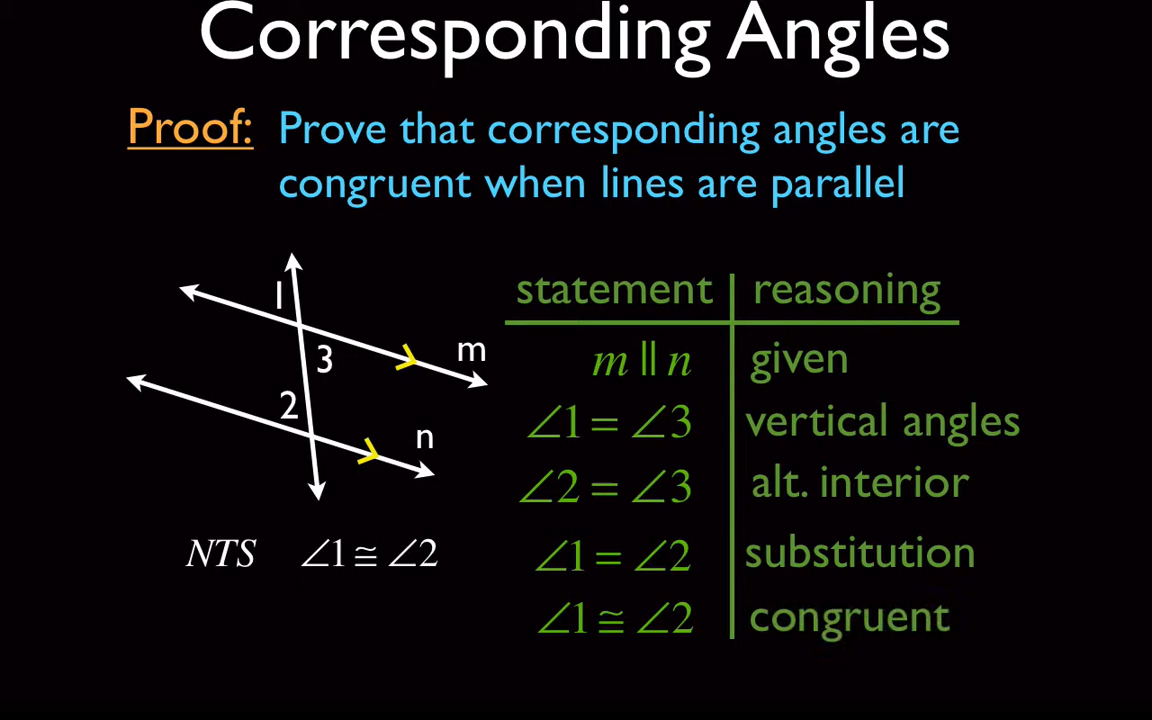 Corresponding Angles
Proof: Prove that corresponding angles are
congruent when lines are parallel
1
3
m
2
n
NTS ∠1 ≅ ∠2
statement reasoning
m || n given
∠1 = ∠3 vertical angles
∠2 = ∠3 alt. interior
∠1 = ∠2 substitution
∠1 ≅ ∠2 congruent